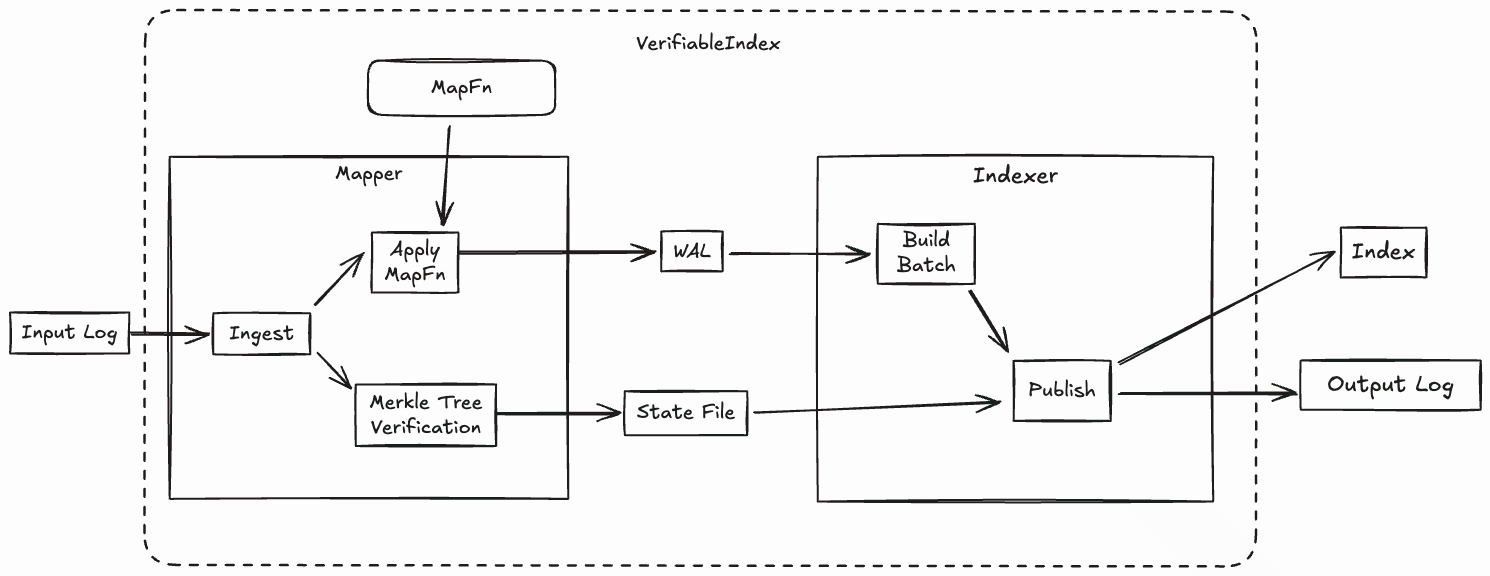 VerifiableIndex
MapFn
Mapper
Indexer
Apply
MapFn
WAL
Build
Batch
Index
Input Log
Ingest
Merkle Tree
Verification
State File
Publish
Output Log